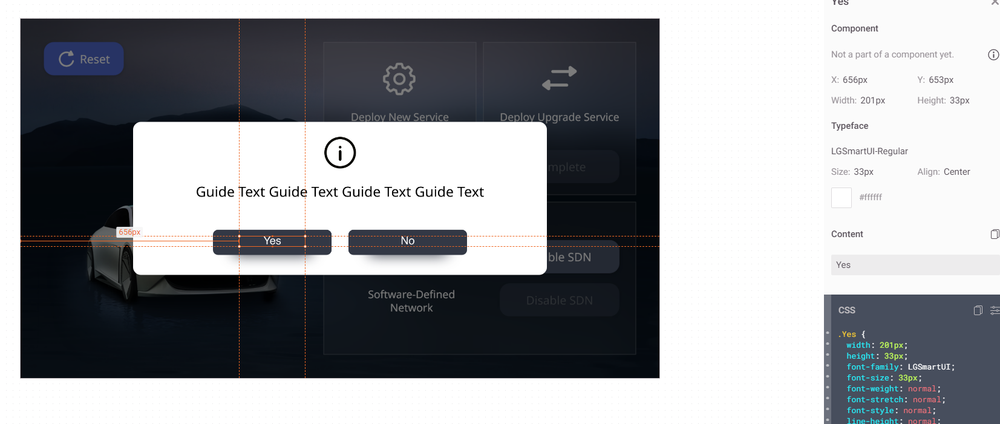 Yes
Component
Not a part of a component yet.
X: 656px Y: 653px
Width: 201px Height: 33px
Typeface
LGSmartUI-Regular
Size: 33px Align: Center
#ffffff
Content
Yes
CSS
.Yes {
width: 201px;
height: 33px;
font-family: LGSmartUI;
font-size: 33px;
font-weight: normal;
font-stretch: normal;
font-style: normal;
line-height: normal;
Reset
Deploy New Service
Deploy Upgrade Service
mplete
Guide Text Guide Text Guide Text Guide Text
656px
Yes
No
ble SDN
Software-Defined
Network
Disable SDN